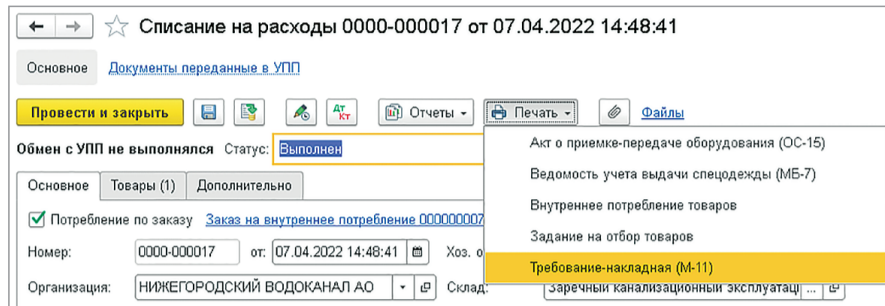 Списание на расходы 0000-000017 от 07.04.2022 14:48:41
Основное Документы переданные в УПП
Провести и закрыть Дт Кт Отчеты Печать Файлы
Обмен с УПП не выполнялся Статус: Выполнен
Акт о приемке-передаче оборудования (ОС-15)
Ведомость учета выдачи спецодежды (МБ-7)
Внутреннее потребление товаров
Задание на отбор товаров
Требование-накладная (М-11)
Основное Товары (1) Дополнительно
Потребление по заказу Заказ на внутреннее потребление 000000007
Номер: 0000-000017 от: 07.04.2022 14:48:41 Хоз. о
Организация: НИЖЕГОРОДСКИЙ ВОДОКАНАЛ АО Склад: Заречный канализационный эксплуатац ...